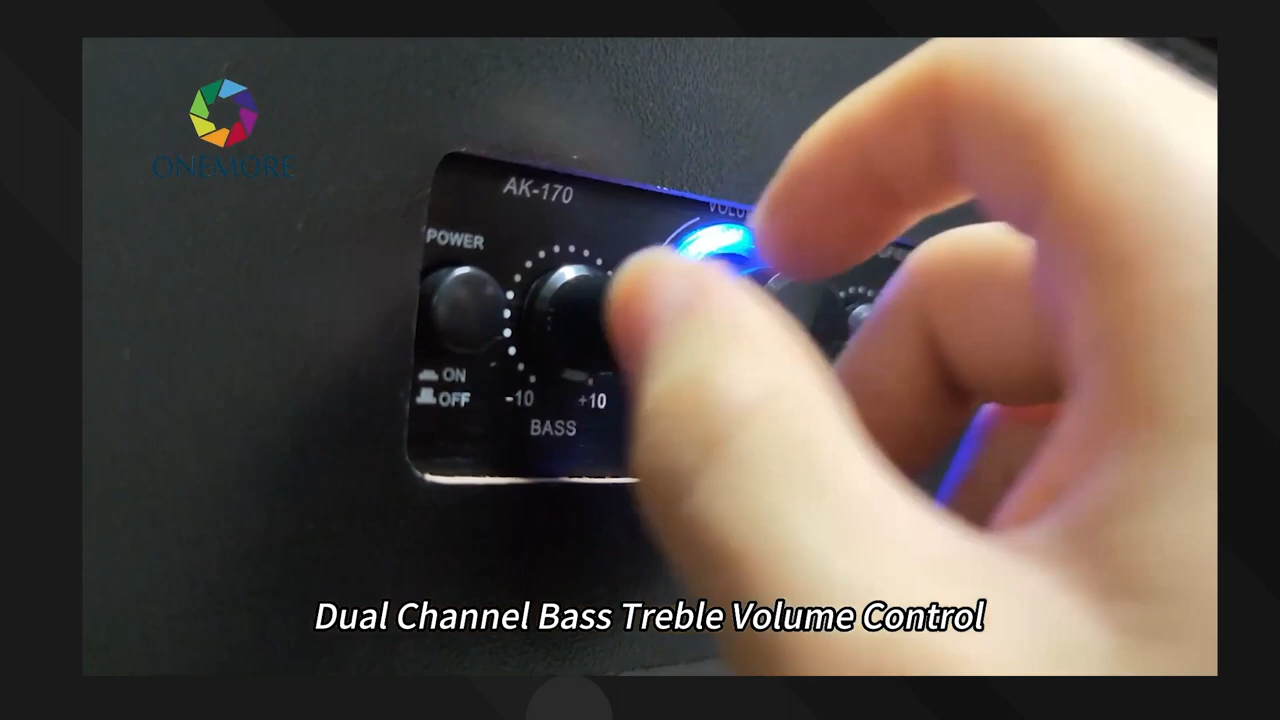 ONEMORE
AK-170
POWER
ON
OFF
-10
+10
BASS
Dual Channel Bass Treble Volume Control